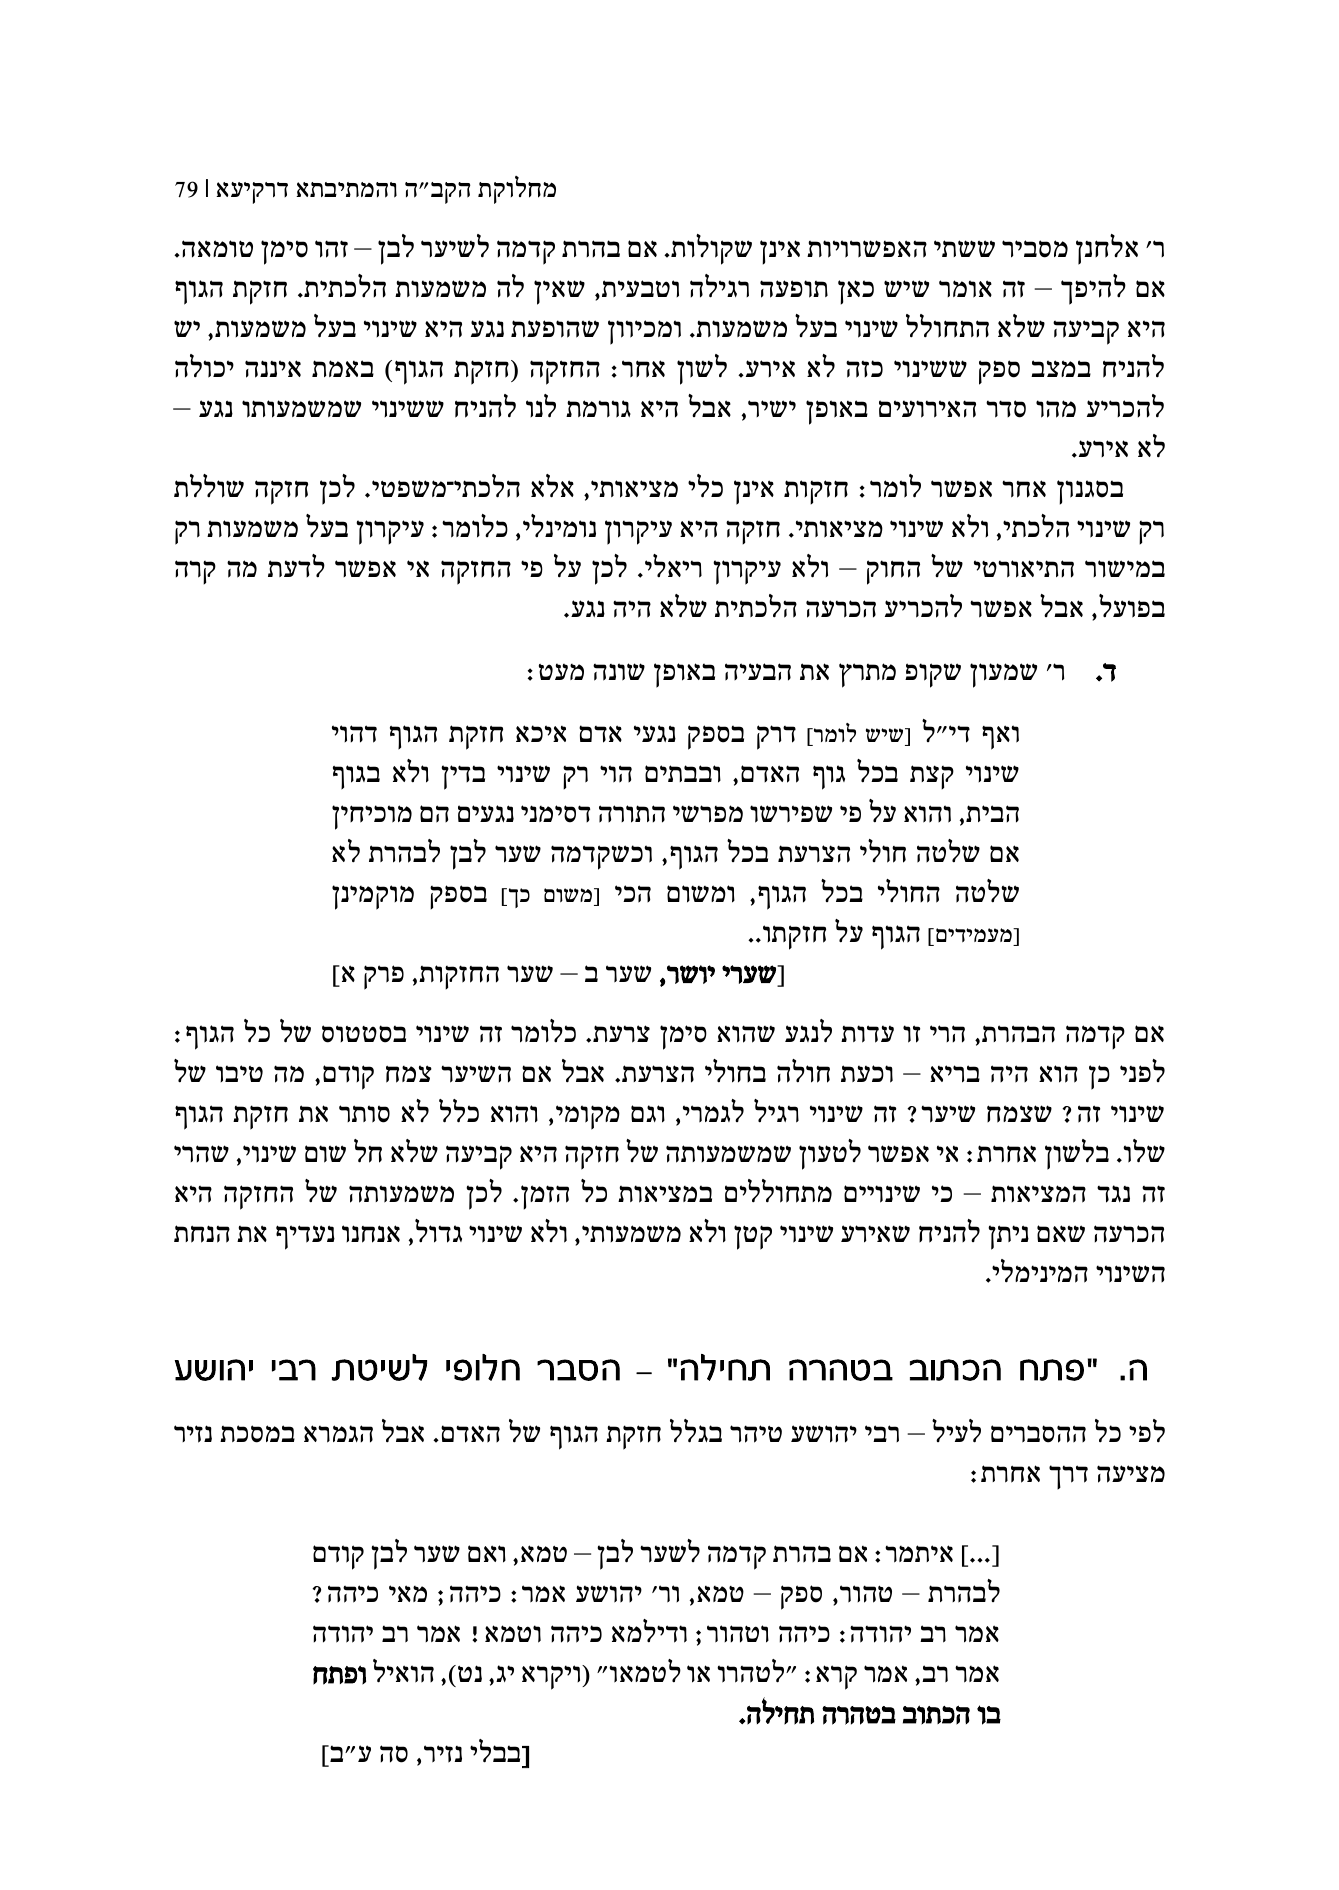 מחלוקת הקב״ה והמתיבתא דרקיעא | 79
ר׳ אלחנן מסביר ששתי האפשרויות אינן שקולות. אם בהרת קדמה לשיער לבן – זהו סימן טומאה.
אם להיפך – זה אומר שיש כאן תופעה רגילה וטבעית, שאין לה משמעות הלכתית. חזקת הגוף
היא קביעה שלא התחולל שינוי בעל משמעות. ומכיוון שהופעת נגע היא שינוי בעל משמעות, יש
להניח במצב ספק ששינוי כזה לא אירע. לשון אחר: החזקה (חזקת הגוף) באמת איננה יכולה
להכריע מהו סדר האירועים באופן ישיר, אבל היא גורמת לנו להניח ששינוי שמשמעותו נגע –
לא אירע.
בסגנון אחר אפשר לומר: חזקות אינן כלי מציאותי, אלא הלכתי־משפטי. לכן חזקה שוללת
רק שינוי הלכתי, ולא שינוי מציאותי. חזקה היא עיקרון נומינלי, כלומר: עיקרון בעל משמעות רק
במישור התיאורטי של החוק – ולא עיקרון ריאלי. לכן על פי החזקה אי אפשר לדעת מה קרה
בפועל, אבל אפשר להכריע הכרעה הלכתית שלא היה נגע.
ד. ר׳ שמעון שקופ מתרץ את הבעיה באופן שונה מעט:
ואף די״ל [שיש לומר] דרק בספק נגעי אדם איכא חזקת הגוף דהוי
שינוי קצת בכל גוף האדם, ובבתים הוי רק שינוי בדין ולא בגוף
הבית, והוא על פי שפירשו מפרשי התורה דסימני נגעים הם מוכיחין
אם שלטה חולי הצרעת בכל הגוף, וכשקדמה שער לבן לבהרת לא
שלטה החולי בכל הגוף, ומשום הכי [משום כך] בספק מוקמינן
[מעמידים] הגוף על חזקתו..
[שערי יושר, שער ב – שער החזקות, פרק א]
אם קדמה הבהרת, הרי זו עדות לנגע שהוא סימן צרעת. כלומר זה שינוי בסטטוס של כל הגוף:
לפני כן הוא היה בריא – וכעת חולה בחולי הצרעת. אבל אם השיער צמח קודם, מה טיבו של
שינוי זה? שצמח שיער? זה שינוי רגיל לגמרי, וגם מקומי, והוא כלל לא סותר את חזקת הגוף
שלו. בלשון אחרת: אי אפשר לטעון שמשמעותה של חזקה היא קביעה שלא חל שום שינוי, שהרי
זה נגד המציאות – כי שינויים מתחוללים במציאות כל הזמן. לכן משמעותה של החזקה היא
הכרעה שאם ניתן להניח שאירע שינוי קטן ולא משמעותי, ולא שינוי גדול, אנחנו נעדיף את הנחת
השינוי המינימלי.
ה. "פתח הכתוב בטהרה תחילה" – הסבר חלופי לשיטת רבי יהושע
לפי כל ההסברים לעיל – רבי יהושע טיהר בגלל חזקת הגוף של האדם. אבל הגמרא במסכת נזיר
מציעה דרך אחרת:
[...] איתמר: אם בהרת קדמה לשער לבן – טמא, ואם שער לבן קודם
לבהרת – טהור, ספק – טמא, ור׳ יהושע אמר: כיהה; מאי כיהה?
אמר רב יהודה: כיהה וטהור; ודילמא כיהה וטמא! אמר רב יהודה
אמר רב, אמר קרא: ״לטהרו או לטמאו״ (ויקרא יג, נט), הואיל ופתח
בו הכתוב בטהרה תחילה.
[בבלי נזיר, סה ע״ב]